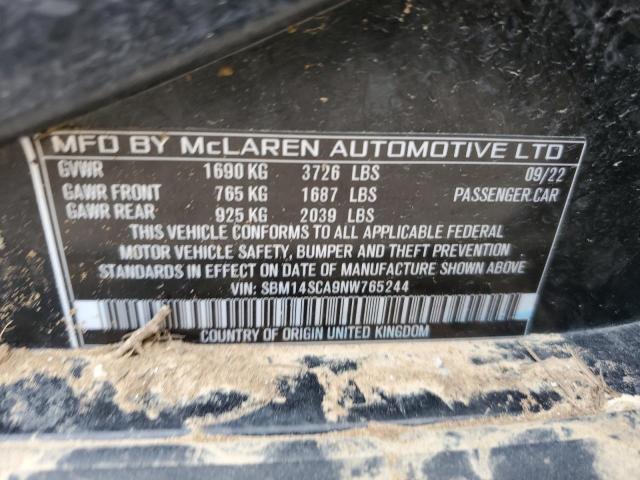 MFD BY McLAREN AUTOMOTIVE LTD
GVWR 1690 KG 3726 LBS 09/22
GAWR FRONT 765 KG 1687 LBS PASSENGER CAR
GAWR REAR 925 KG 2039 LBS
THIS VEHICLE CONFORMS TO ALL APPLICABLE FEDERAL
MOTOR VEHICLE SAFETY, BUMPER AND THEFT PREVENTION
STANDARDS IN EFFECT ON DATE OF MANUFACTURE SHOWN ABOVE
VIN: SBM14SCA9NW765244
COUNTRY OF ORIGIN UNITED KINGDOM